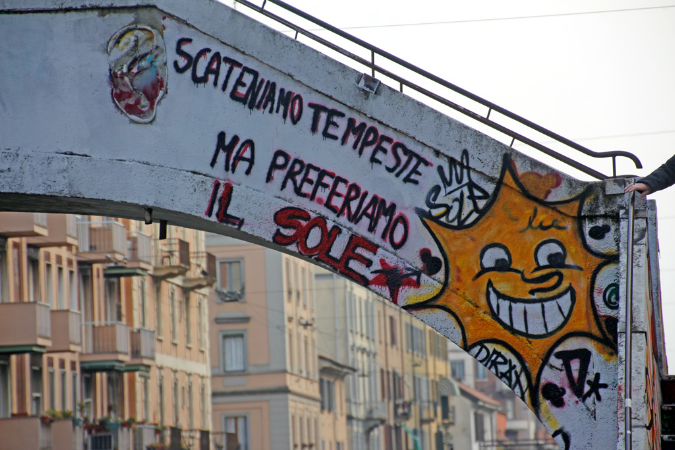 SCATENIAMO TEMPESTE
MA PREFERIAMO
IL SOLE